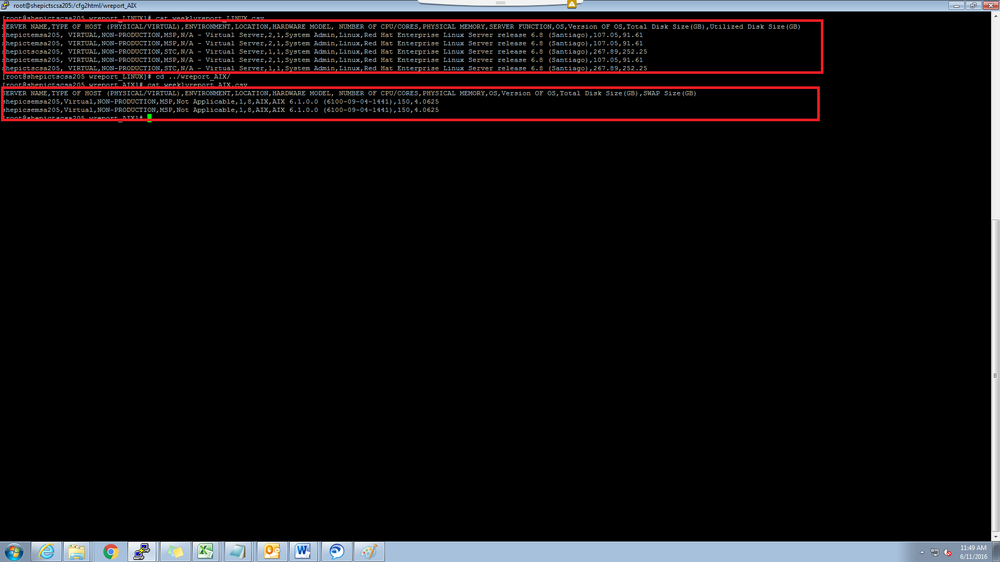 root@shepictscsa205:/cfg2html/wreport_AIX
[root@shepictscsa205 wreport_LINUX]# cat weeklyreport_LINUX.csv
SERVER NAME,TYPE OF HOST (PHYSICAL/VIRTUAL),ENVIRONMENT,LOCATION,HARDWARE MODEL, NUMBER OF CPU/CORES,PHYSICAL MEMORY,SERVER FUNCTION,OS,Version OF OS,Total Disk Size(GB),Utilized Disk Size(GB)
shepictemsa205, VIRTUAL,NON-PRODUCTION,MSP,N/A - Virtual Server,2,1,System Admin,Linux,Red Hat Enterprise Linux Server release 6.8 (Santiago),107.05,91.61
shepictemsa205, VIRTUAL,NON-PRODUCTION,MSP,N/A - Virtual Server,2,1,System Admin,Linux,Red Hat Enterprise Linux Server release 6.8 (Santiago),107.05,91.61
shepictscsa205, VIRTUAL,NON-PRODUCTION,STC,N/A - Virtual Server,1,1,System Admin,Linux,Red Hat Enterprise Linux Server release 6.8 (Santiago),267.89,252.25
shepictemsa205, VIRTUAL,NON-PRODUCTION,MSP,N/A - Virtual Server,2,1,System Admin,Linux,Red Hat Enterprise Linux Server release 6.8 (Santiago),107.05,91.61
shepictscsa205, VIRTUAL,NON-PRODUCTION,STC,N/A - Virtual Server,1,1,System Admin,Linux,Red Hat Enterprise Linux Server release 6.8 (Santiago),267.89,252.25
[root@shepictscsa205 wreport_LINUX]# cd ../wreport_AIX/
[root@shepictscsa205 wreport_AIX]# cat weeklyreport_AIX.csv
SERVER NAME,TYPE OF HOST (PHYSICAL/VIRTUAL),ENVIRONMENT,LOCATION,HARDWARE MODEL, NUMBER OF CPU/CORES,PHYSICAL MEMORY,OS,Version OF OS,Total Disk Size(GB),SWAP Size(GB)
shepicsemsa205,Virtual,NON-PRODUCTION,MSP,Not Applicable,1,8,AIX,AIX 6.1.0.0 (6100-09-04-1441),150,4.0625
shepicsemsa205,Virtual,NON-PRODUCTION,MSP,Not Applicable,1,8,AIX,AIX 6.1.0.0 (6100-09-04-1441),150,4.0625
[root@shepictscsa205 wreport_AIX]#
11:49 AM
6/11/2016